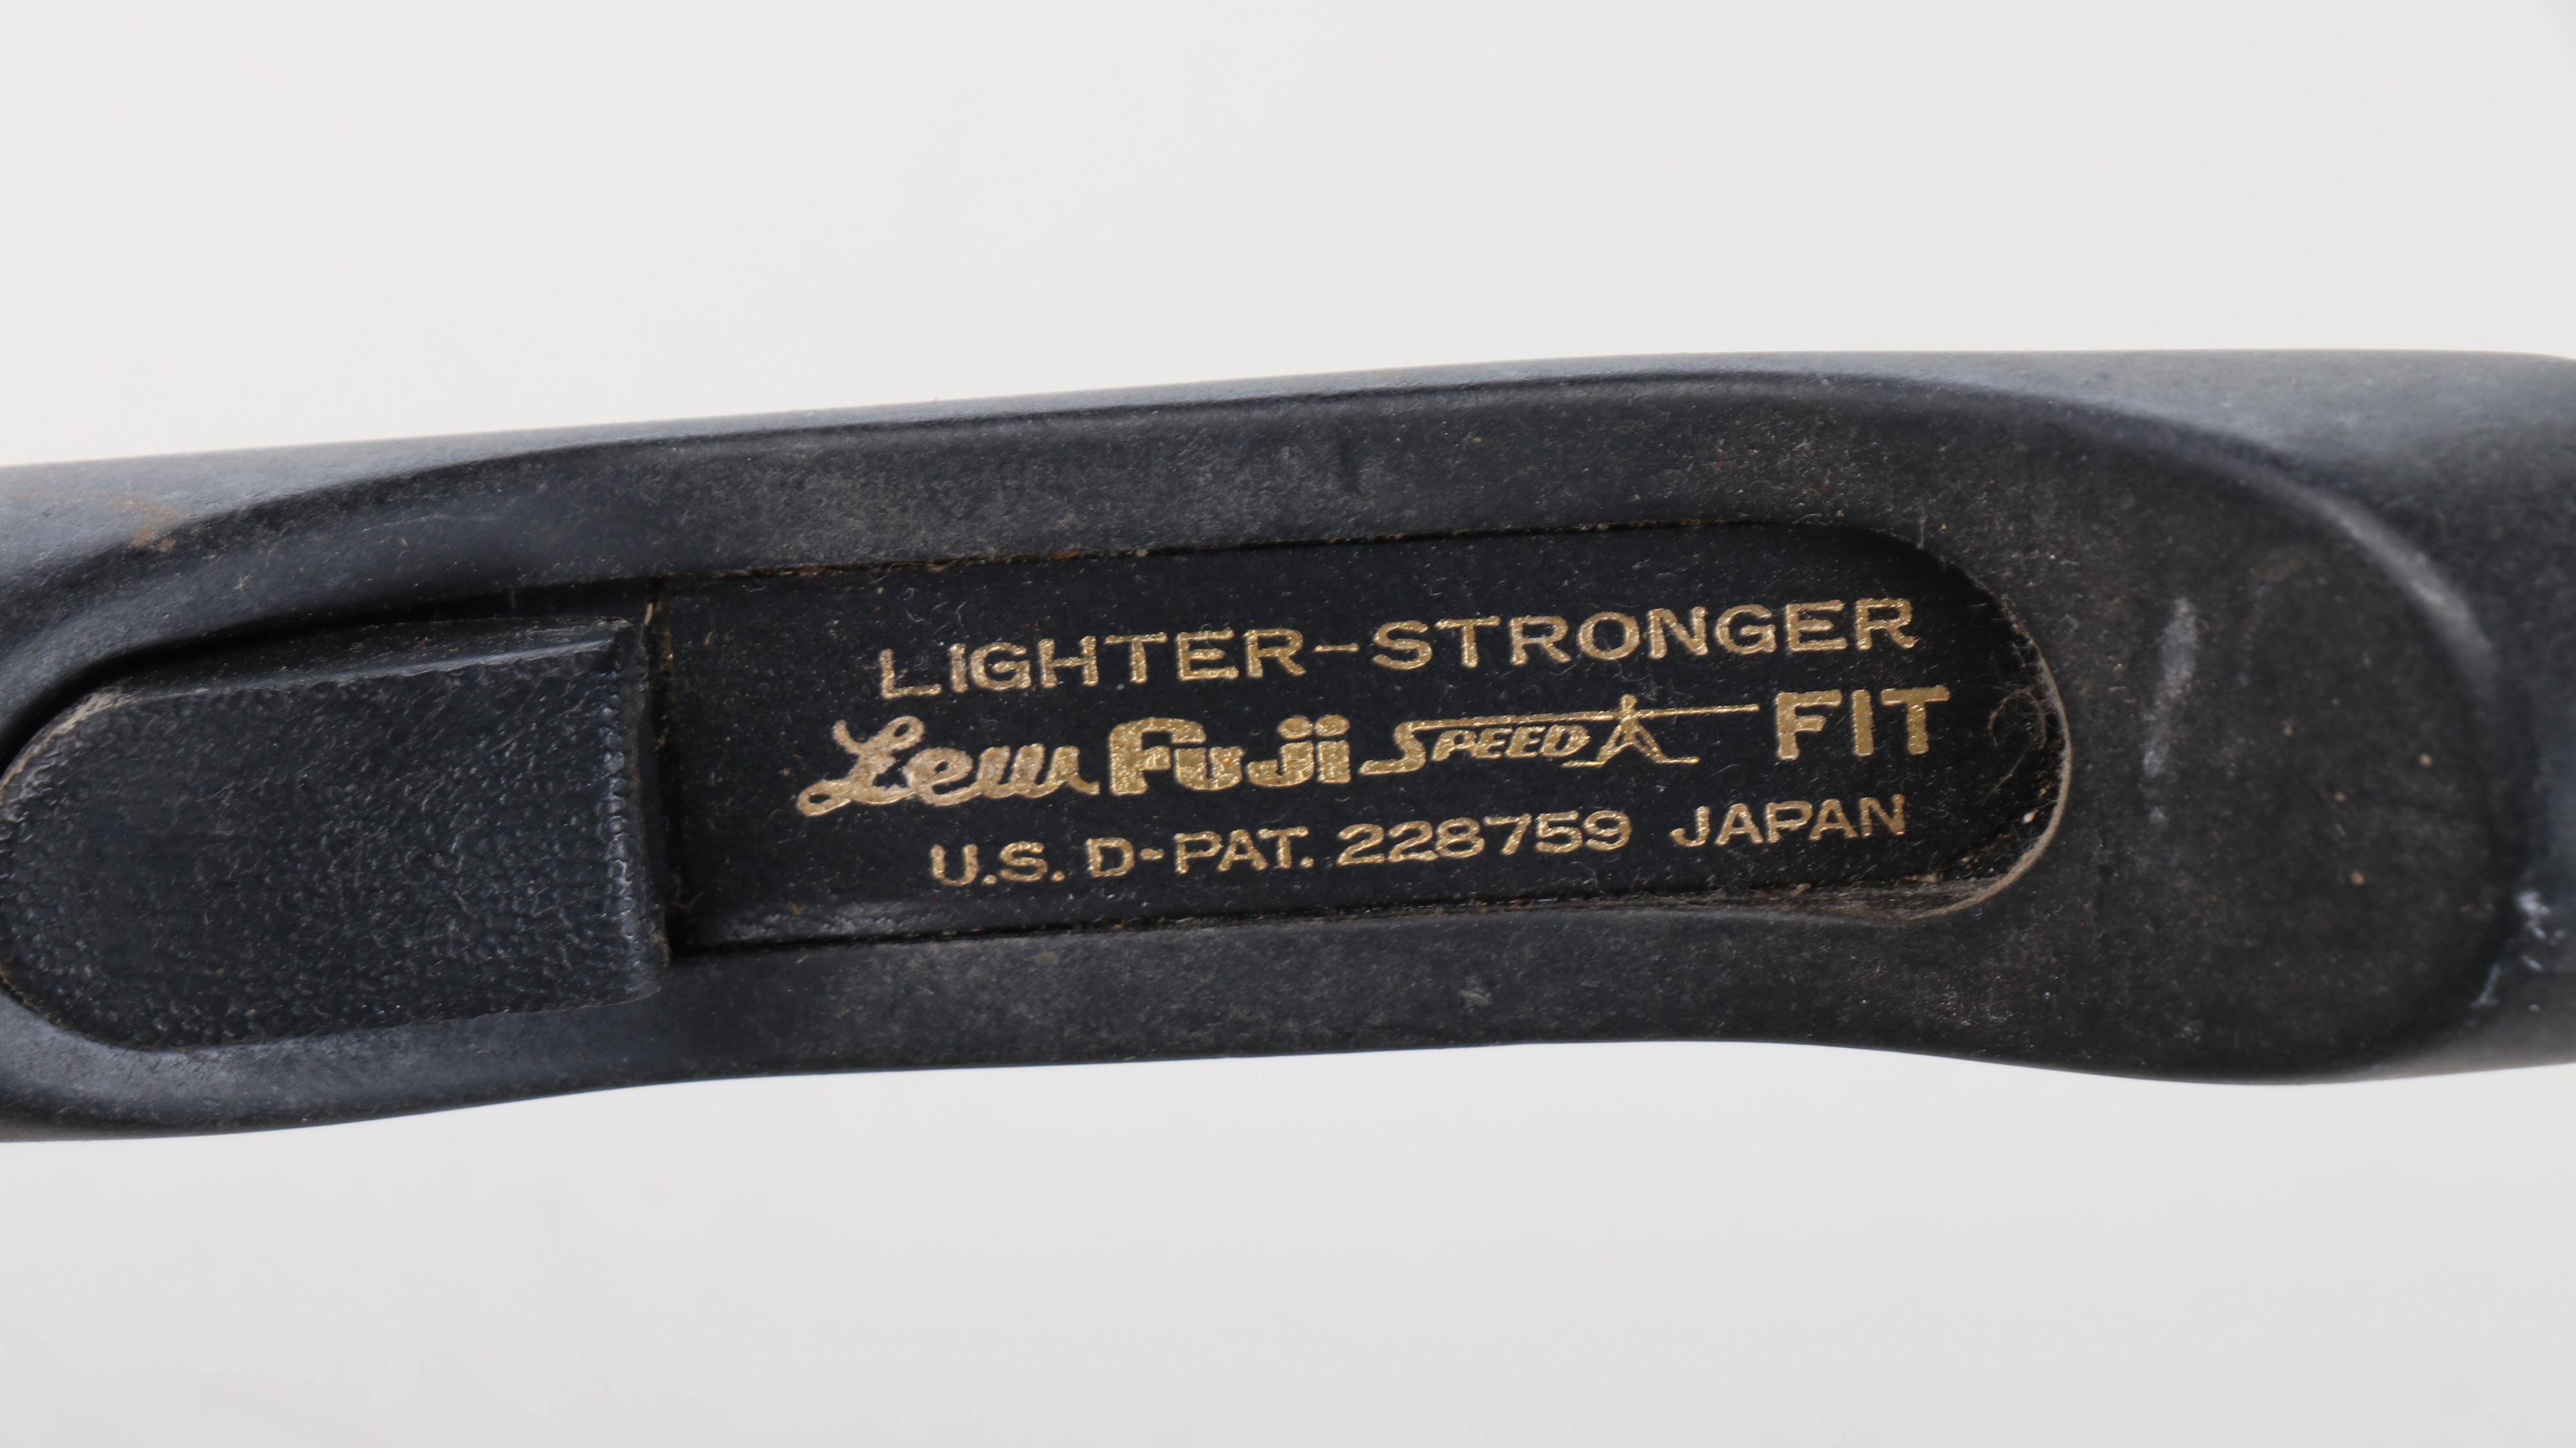 LIGHTER-STRONGER
Lew Fuji SPEED FIT
U.S. D-PAT. 228759 JAPAN